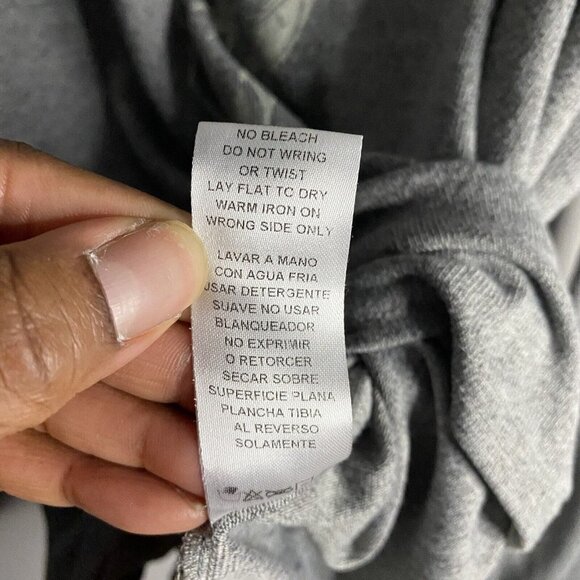 NO BLEACH
DO NOT WRING
OR TWIST
LAY FLAT TO DRY
WARM IRON ON
WRONG SIDE ONLY
LAVAR A MANO
CON AGUA FRIA
USAR DETERGENTE
SUAVE NO USAR
BLANQUEADOR
NO EXPRIMIR
O RETORCER
SECAR SOBRE
SUPERFICIE PLANA
PLANCHA TIBIA
AL REVERSO
SOLAMENTE